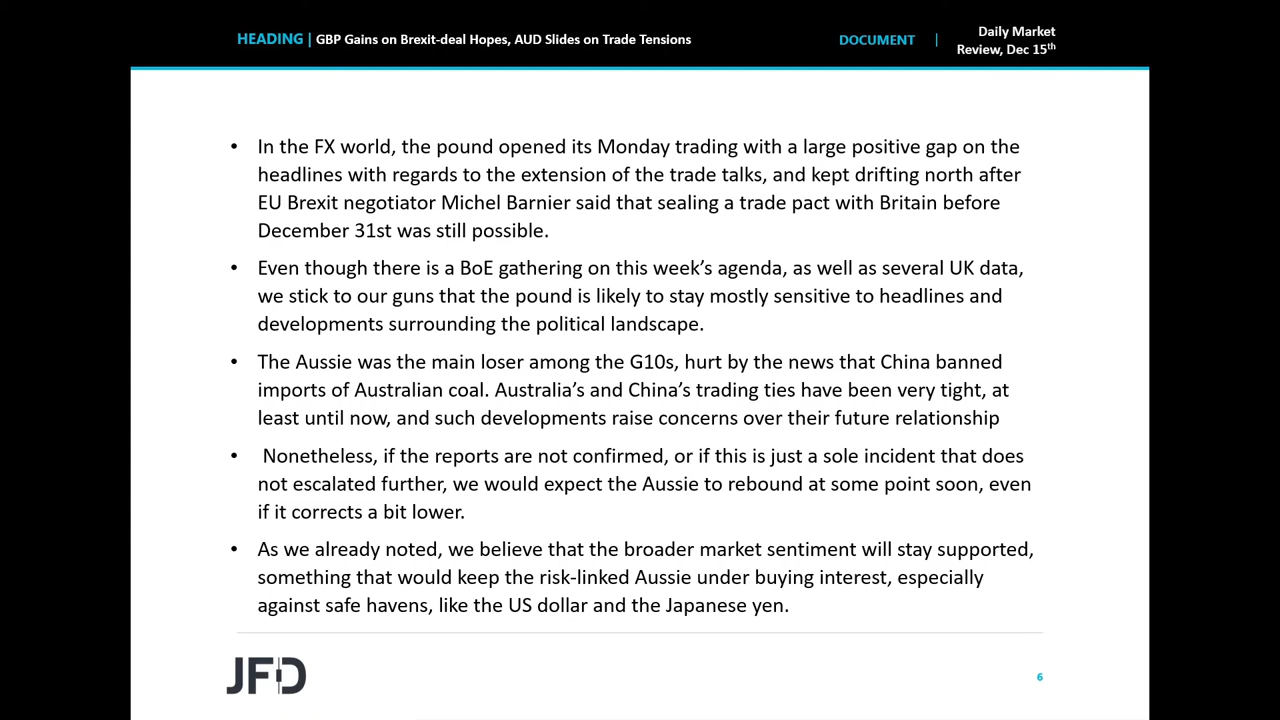 HEADING | GBP Gains on Brexit-deal Hopes, AUD Slides on Trade Tensions
DOCUMENT | Daily Market
Review, Dec 15th
• In the FX world, the pound opened its Monday trading with a large positive gap on the
headlines with regards to the extension of the trade talks, and kept drifting north after
EU Brexit negotiator Michel Barnier said that sealing a trade pact with Britain before
December 31st was still possible.
• Even though there is a BoE gathering on this week’s agenda, as well as several UK data,
we stick to our guns that the pound is likely to stay mostly sensitive to headlines and
developments surrounding the political landscape.
• The Aussie was the main loser among the G10s, hurt by the news that China banned
imports of Australian coal. Australia’s and China’s trading ties have been very tight, at
least until now, and such developments raise concerns over their future relationship
• Nonetheless, if the reports are not confirmed, or if this is just a sole incident that does
not escalated further, we would expect the Aussie to rebound at some point soon, even
if it corrects a bit lower.
• As we already noted, we believe that the broader market sentiment will stay supported,
something that would keep the risk-linked Aussie under buying interest, especially
against safe havens, like the US dollar and the Japanese yen.
JFD
6